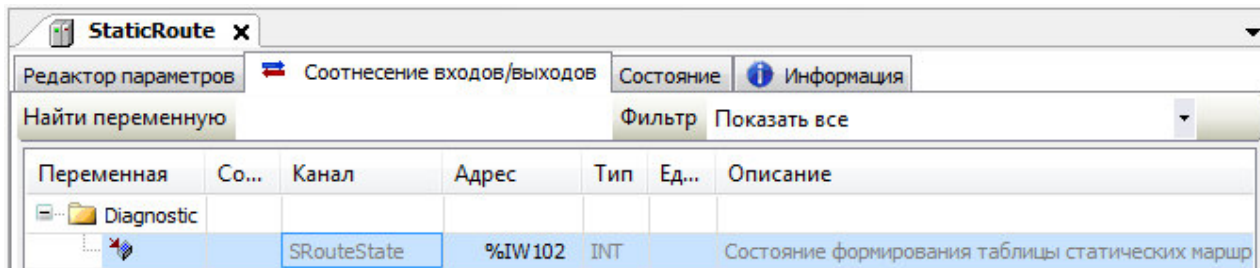 StaticRoute
Редактор параметров Соотнесение входов/выходов Состояние Информация
Найти переменную Фильтр Показать все
Переменная Со... Канал Адрес Тип Ед... Описание
Diagnostic
SRouteState %IW102 INT Состояние формирования таблицы статических маршр